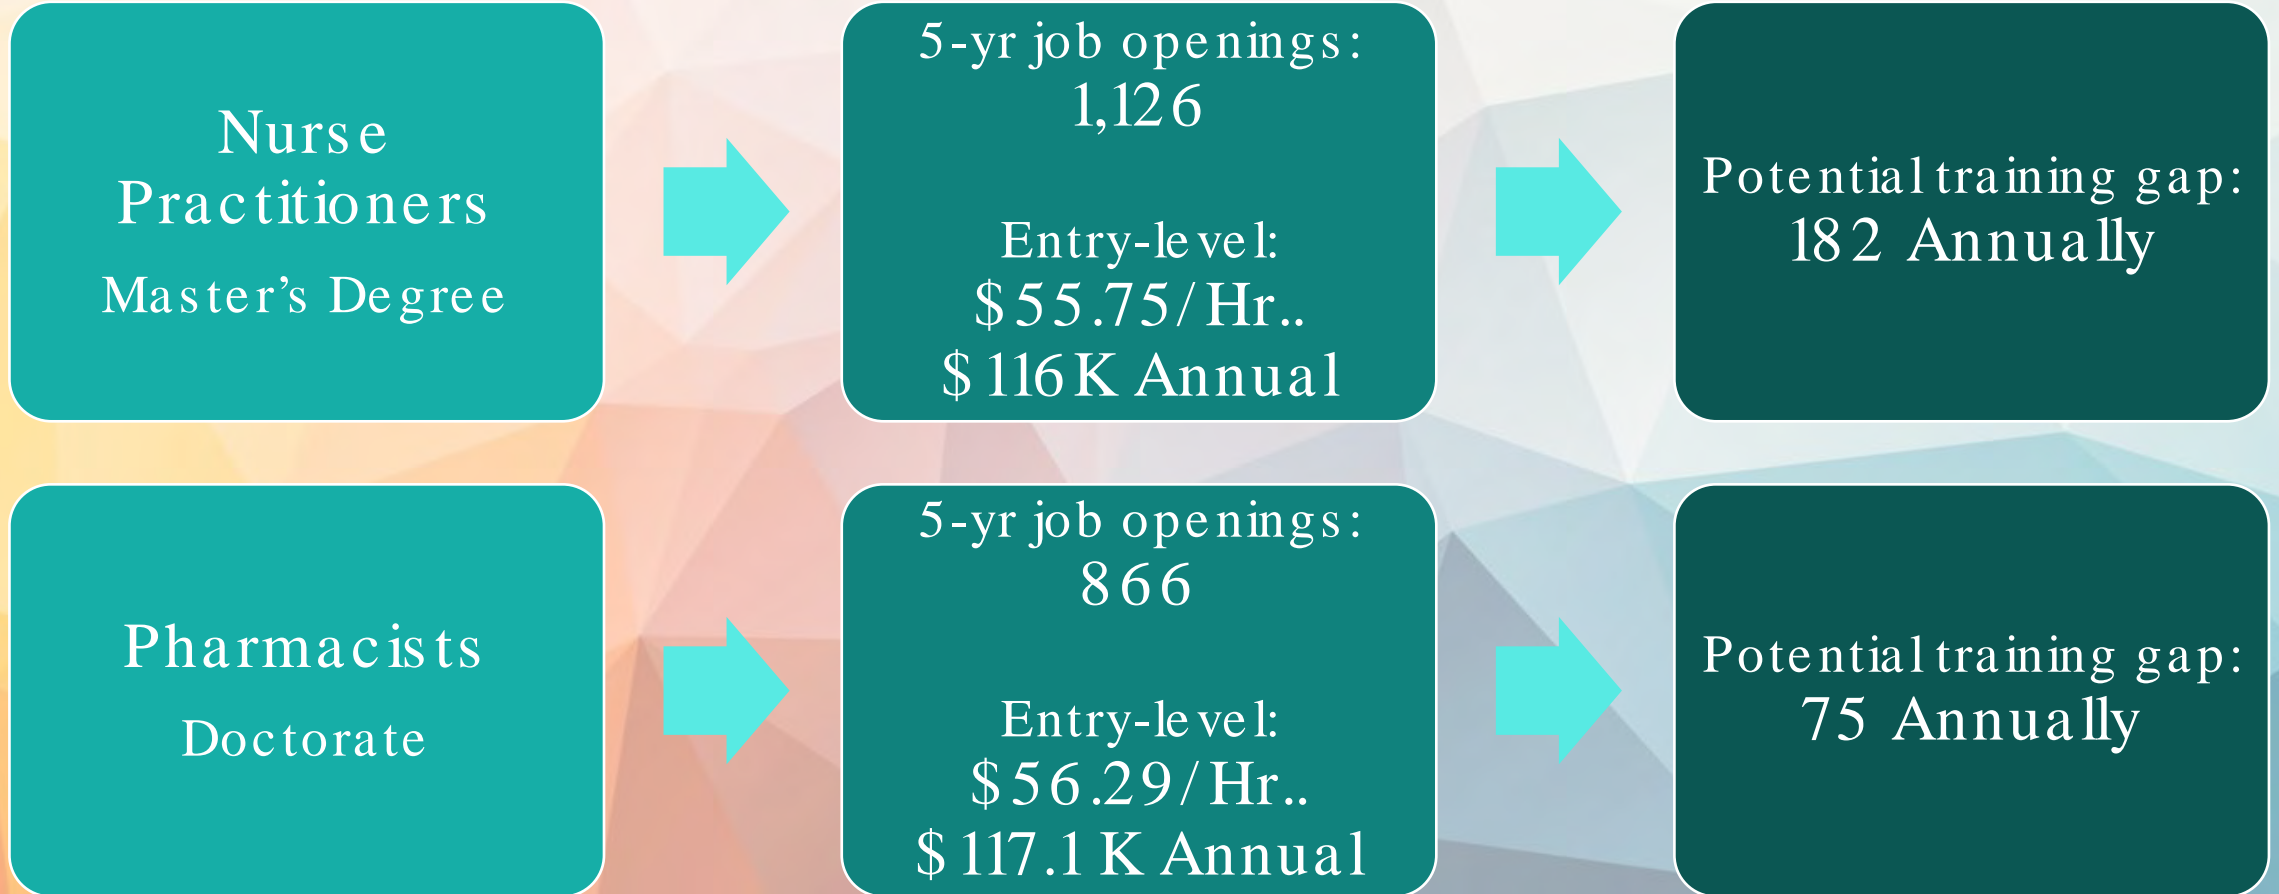 Nurse
Practitioners
Master’s Degree
5-yr job openings:
1,126
Entry-level:
$55.75/Hr..
$116K Annual
Potential training gap:
182 Annually
Pharmacists
Doctorate
5-yr job openings:
866
Entry-level:
$56.29/Hr..
$117.1K Annual
Potential training gap:
75 Annually